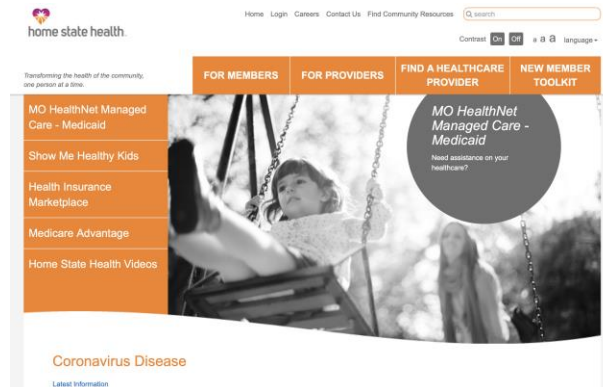 Home Login Careers Contact Us Find Community Resources search
home state health.
Contrast On Off a a a language
Transforming the health of the community,
one person at a time.
FOR MEMBERS
FOR PROVIDERS
FIND A HEALTHCARE
PROVIDER
NEW MEMBER
TOOLKIT
MO HealthNet Managed
Care - Medicaid
Show Me Healthy Kids
Health Insurance
Marketplace
Medicare Advantage
Home State Health Videos
MO HealthNet
Managed Care -
Medicaid
Need assistance on your
healthcare?
Coronavirus Disease
Latest Information